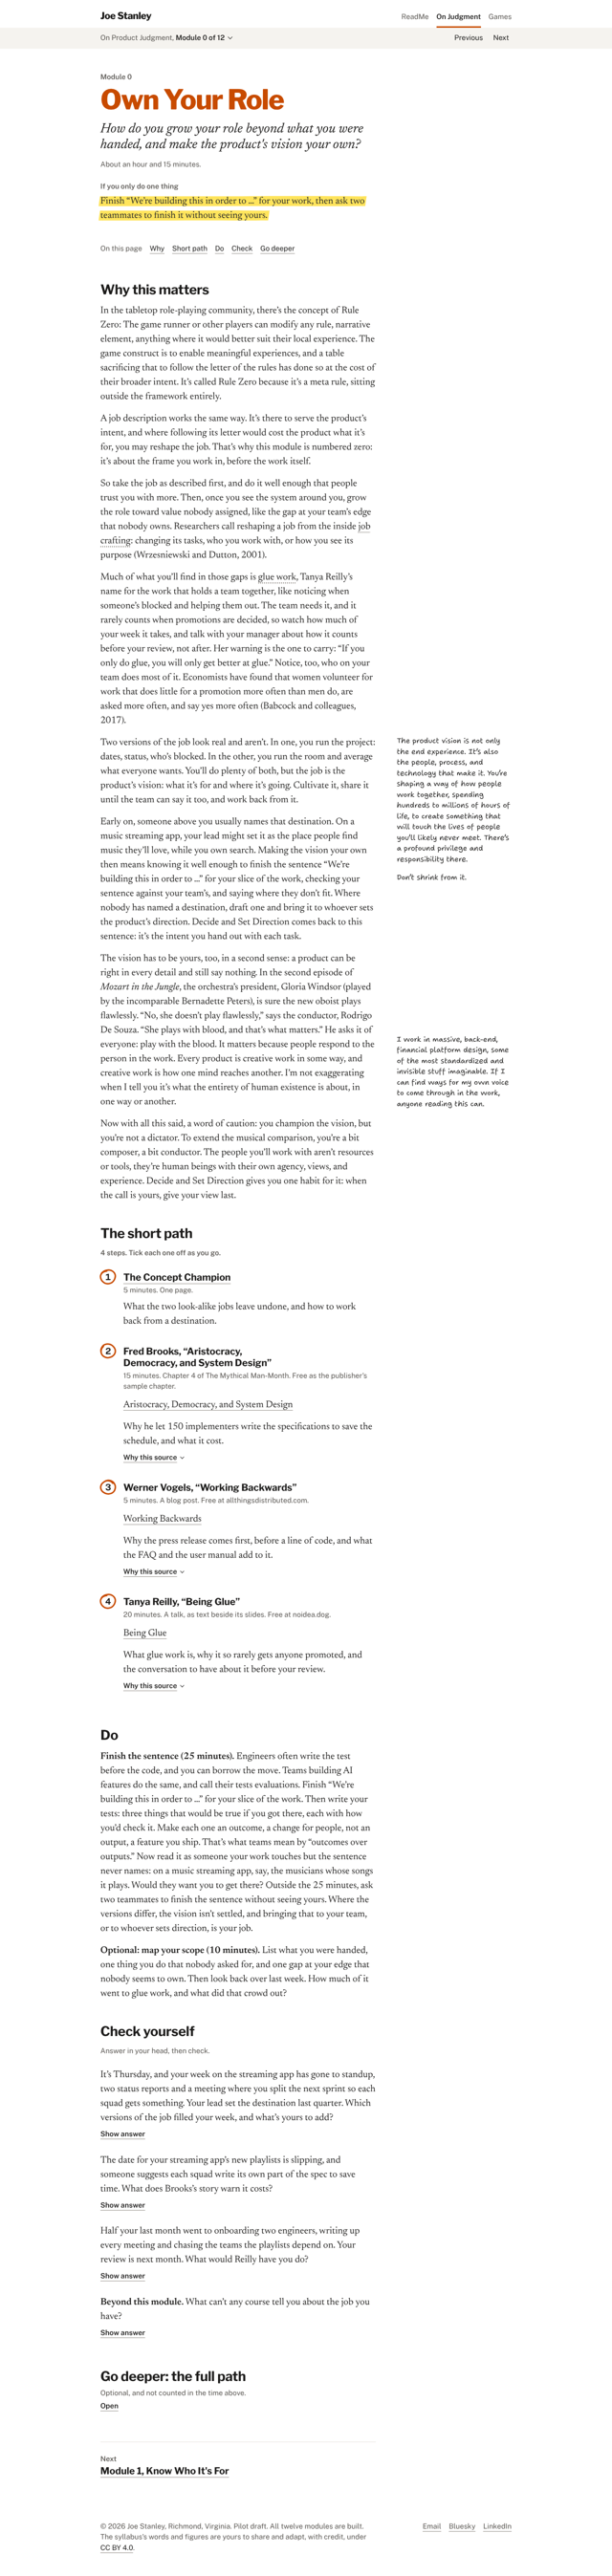 Joe Stanley
ReadMe On Judgment Games
On Product Judgment, Module 0 of 12
Previous Next
Module 0
Own Your Role
How do you grow your role beyond what you were
handed, and make the product's vision your own?
About an hour and 15 minutes.
If you only do one thing
Finish “We’re building this in order to ...” for your work, then ask two
teammates to finish it without seeing yours.
On this page Why Short path Do Check Go deeper
Why this matters
In the tabletop role-playing community, there’s the concept of Rule
Zero: The game runner or other players can modify any rule, narrative
element, anything where it would better suit their local experience. The
game construct is to enable meaningful experiences, and a table
sacrificing that to follow the letter of the rules has done so at the cost of
their broader intent. It’s called Rule Zero because it’s a meta rule, sitting
outside the framework entirely.
A job description works the same way. It’s there to serve the product’s
intent, and where following its letter would cost the product what it’s
for, you may reshape the job. That’s why this module is numbered zero:
it’s about the frame you work in, before the work itself.
So take the job as described first, and do it well enough that people
trust you with more. Then, once you see the system around you, grow
the role toward value nobody assigned, like the gap at your team’s edge
that nobody owns. Researchers call reshaping a job from the inside job
crafting: changing its tasks, who you work with, or how you see its
purpose (Wrzesniewski and Dutton, 2001).
Much of what you’ll find in those gaps is glue work, Tanya Reilly’s
name for the work that holds a team together, like noticing when
someone’s blocked and helping them out. The team needs it, and it
rarely counts when promotions are decided, so watch how much of
your week it takes, and talk with your manager about how it counts
before your review, not after. Her warning is the one to carry: “If you
only do glue, you will only get better at glue.” Notice, too, who on your
team does most of it. Economists have found that women volunteer for
work that does little for a promotion more often than men do, are
asked more often, and say yes more often (Babcock and colleagues,
2017).
Two versions of the job look real and aren’t. In one, you run the project:
dates, status, who’s blocked. In the other, you run the room and average
what everyone wants. You’ll do plenty of both, but the job is the
product’s vision: what it’s for and where it’s going. Cultivate it, share it
until the team can say it too, and work back from it.
The product vision is not only
the end experience. It’s also
the people, process, and
technology that make it. You’re
shaping a way of how people
work together, spending
hundreds to millions of hours of
life, to create something that
will touch the lives of people
you’ll likely never meet. There’s
a profound privilege and
responsibility there.
Don’t shrink from it.
Early on, someone above you usually names that destination. On a
music streaming app, your lead might set it as the place people find
music they’ll love, while you own search. Making the vision your own
then means knowing it well enough to finish the sentence “We’re
building this in order to ...” for your slice of the work, checking your
sentence against your team’s, and saying where they don’t fit. Where
nobody has named a destination, draft one and bring it to whoever sets
the product’s direction. Decide and Set Direction comes back to this
sentence: it’s the intent you hand out with each task.
The vision has to be yours, too, in a second sense: a product can be
right in every detail and still say nothing. In the second episode of
Mozart in the Jungle, the orchestra’s president, Gloria Windsor (played
by the incomparable Bernadette Peters), is sure the new oboist plays
flawlessly. “No, she doesn’t play flawlessly,” says the conductor, Rodrigo
De Souza. “She plays with blood, and that’s what matters.” He asks it of
everyone: play with the blood. It matters because people respond to the
person in the work. Every product is creative work in some way, and
creative work is how one mind reaches another. I'm not exaggerating
when I tell you it’s what the entirety of human existence is about, in
one way or another.
I work in massive, back-end,
financial platform design, some
of the most standardized and
invisible stuff imaginable. If I
can find ways for my own voice
to come through in the work,
anyone reading this can.
Now with all this said, a word of caution: you champion the vision, but
you’re not a dictator. To extend the musical comparison, you’re a bit
composer, a bit conductor. The people you’ll work with aren’t resources
or tools, they’re human beings with their own agency, views, and
experience. Decide and Set Direction gives you one habit for it: when
the call is yours, give your view last.
The short path
4 steps. Tick each one off as you go.
1 The Concept Champion
5 minutes. One page.
What the two look-alike jobs leave undone, and how to work
back from a destination.
2 Fred Brooks, “Aristocracy,
Democracy, and System Design”
15 minutes. Chapter 4 of The Mythical Man-Month. Free as the publisher’s
sample chapter.
Aristocracy, Democracy, and System Design
Why he let 150 implementers write the specifications to save the
schedule, and what it cost.
Why this source
3 Werner Vogels, “Working Backwards”
5 minutes. A blog post. Free at allthingsdistributed.com.
Working Backwards
Why the press release comes first, before a line of code, and what
the FAQ and the user manual add to it.
Why this source
4 Tanya Reilly, “Being Glue”
20 minutes. A talk, as text beside its slides. Free at noidea.dog.
Being Glue
What glue work is, why it so rarely gets anyone promoted, and
the conversation to have about it before your review.
Why this source
Do
Finish the sentence (25 minutes). Engineers often write the test
before the code, and you can borrow the move. Teams building AI
features do the same, and call their tests evaluations. Finish “We’re
building this in order to ...” for your slice of the work. Then write your
tests: three things that would be true if you got there, each with how
you’d check it. Make each one an outcome, a change for people, not an
output, a feature you ship. That’s what teams mean by “outcomes over
outputs.” Now read it as someone your work touches but the sentence
never names: on a music streaming app, say, the musicians whose songs
it plays. Would they want you to get there? Outside the 25 minutes, ask
two teammates to finish the sentence without seeing yours. Where the
versions differ, the vision isn’t settled, and bringing that to your team,
or to whoever sets direction, is your job.
Optional: map your scope (10 minutes). List what you were handed,
one thing you do that nobody asked for, and one gap at your edge that
nobody seems to own. Then look back over last week. How much of it
went to glue work, and what did that crowd out?
Check yourself
Answer in your head, then check.
It’s Thursday, and your week on the streaming app has gone to standup,
two status reports and a meeting where you split the next sprint so each
squad gets something. Your lead set the destination last quarter. Which
versions of the job filled your week, and what’s yours to add?
Show answer
The date for your streaming app’s new playlists is slipping, and
someone suggests each squad write its own part of the spec to save
time. What does Brooks’s story warn it costs?
Show answer
Half your last month went to onboarding two engineers, writing up
every meeting and chasing the teams the playlists depend on. Your
review is next month. What would Reilly have you do?
Show answer
Beyond this module. What can’t any course tell you about the job you
have?
Show answer
Go deeper: the full path
Optional, and not counted in the time above.
Open
Next
Module 1, Know Who It’s For
© 2026 Joe Stanley, Richmond, Virginia. Pilot draft. All twelve modules are built.
The syllabus’s words and figures are yours to share and adapt, with credit, under
CC BY 4.0.
Email Bluesky LinkedIn